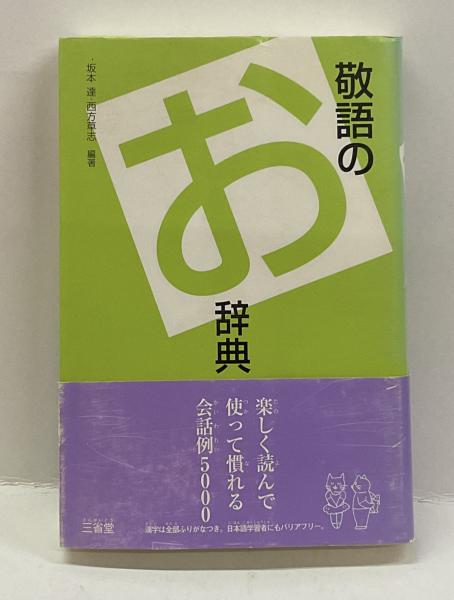 敬語の
お
辞典
・坂本 達・西方草志 編著
楽しく読んで
使って慣れる
会話例5000
漢字は全部ふりがなつき。日本語学習者にもバリアフリー。
三省堂